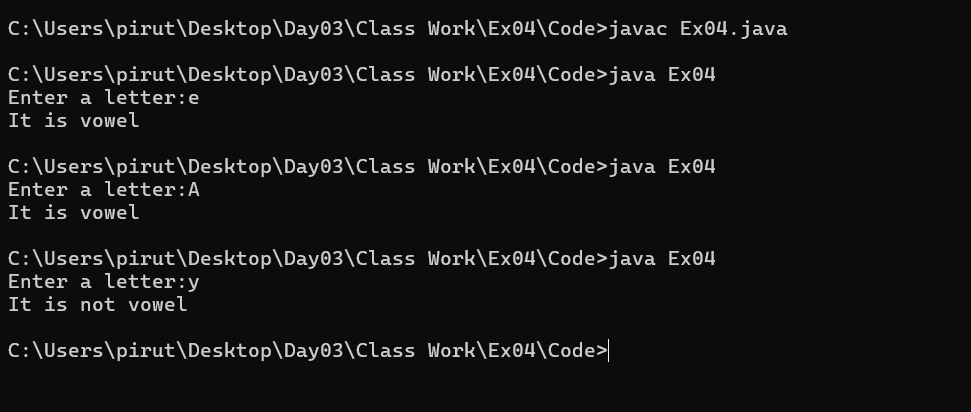 C:\Users\pirut\Desktop\Day03\Class Work\Ex04\Code>javac Ex04.java
C:\Users\pirut\Desktop\Day03\Class Work\Ex04\Code>java Ex04
Enter a letter:e
It is vowel
C:\Users\pirut\Desktop\Day03\Class Work\Ex04\Code>java Ex04
Enter a letter:A
It is vowel
C:\Users\pirut\Desktop\Day03\Class Work\Ex04\Code>java Ex04
Enter a letter:y
It is not vowel
C:\Users\pirut\Desktop\Day03\Class Work\Ex04\Code>